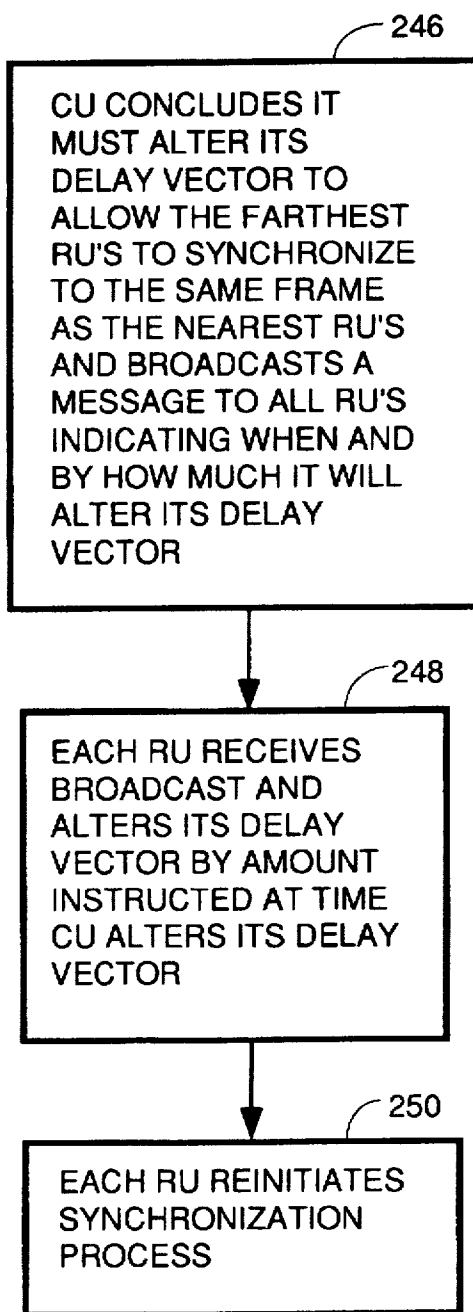 246
CU CONCLUDES IT
MUST ALTER ITS
DELAY VECTOR TO
ALLOW THE FARTHEST
RU'S TO SYNCHRONIZE
TO THE SAME FRAME
AS THE NEAREST RU'S
AND BROADCASTS A
MESSAGE TO ALL RU'S
INDICATING WHEN AND
BY HOW MUCH IT WILL
ALTER ITS DELAY
VECTOR
248
EACH RU RECEIVES
BROADCAST AND
ALTERS ITS DELAY
VECTOR BY AMOUNT
INSTRUCTED AT TIME
CU ALTERS ITS DELAY
VECTOR
250
EACH RU REINITIATES
SYNCHRONIZATION
PROCESS